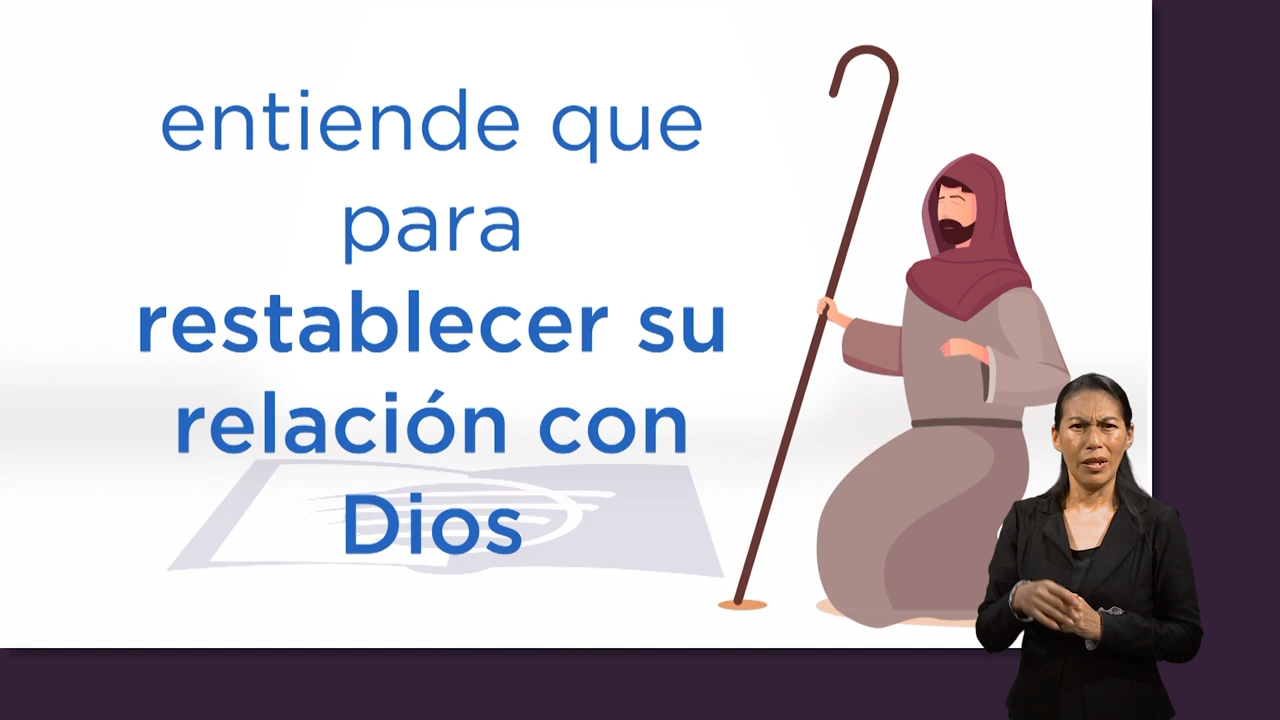 entiende que
para
restablecer su
relación con
Dios